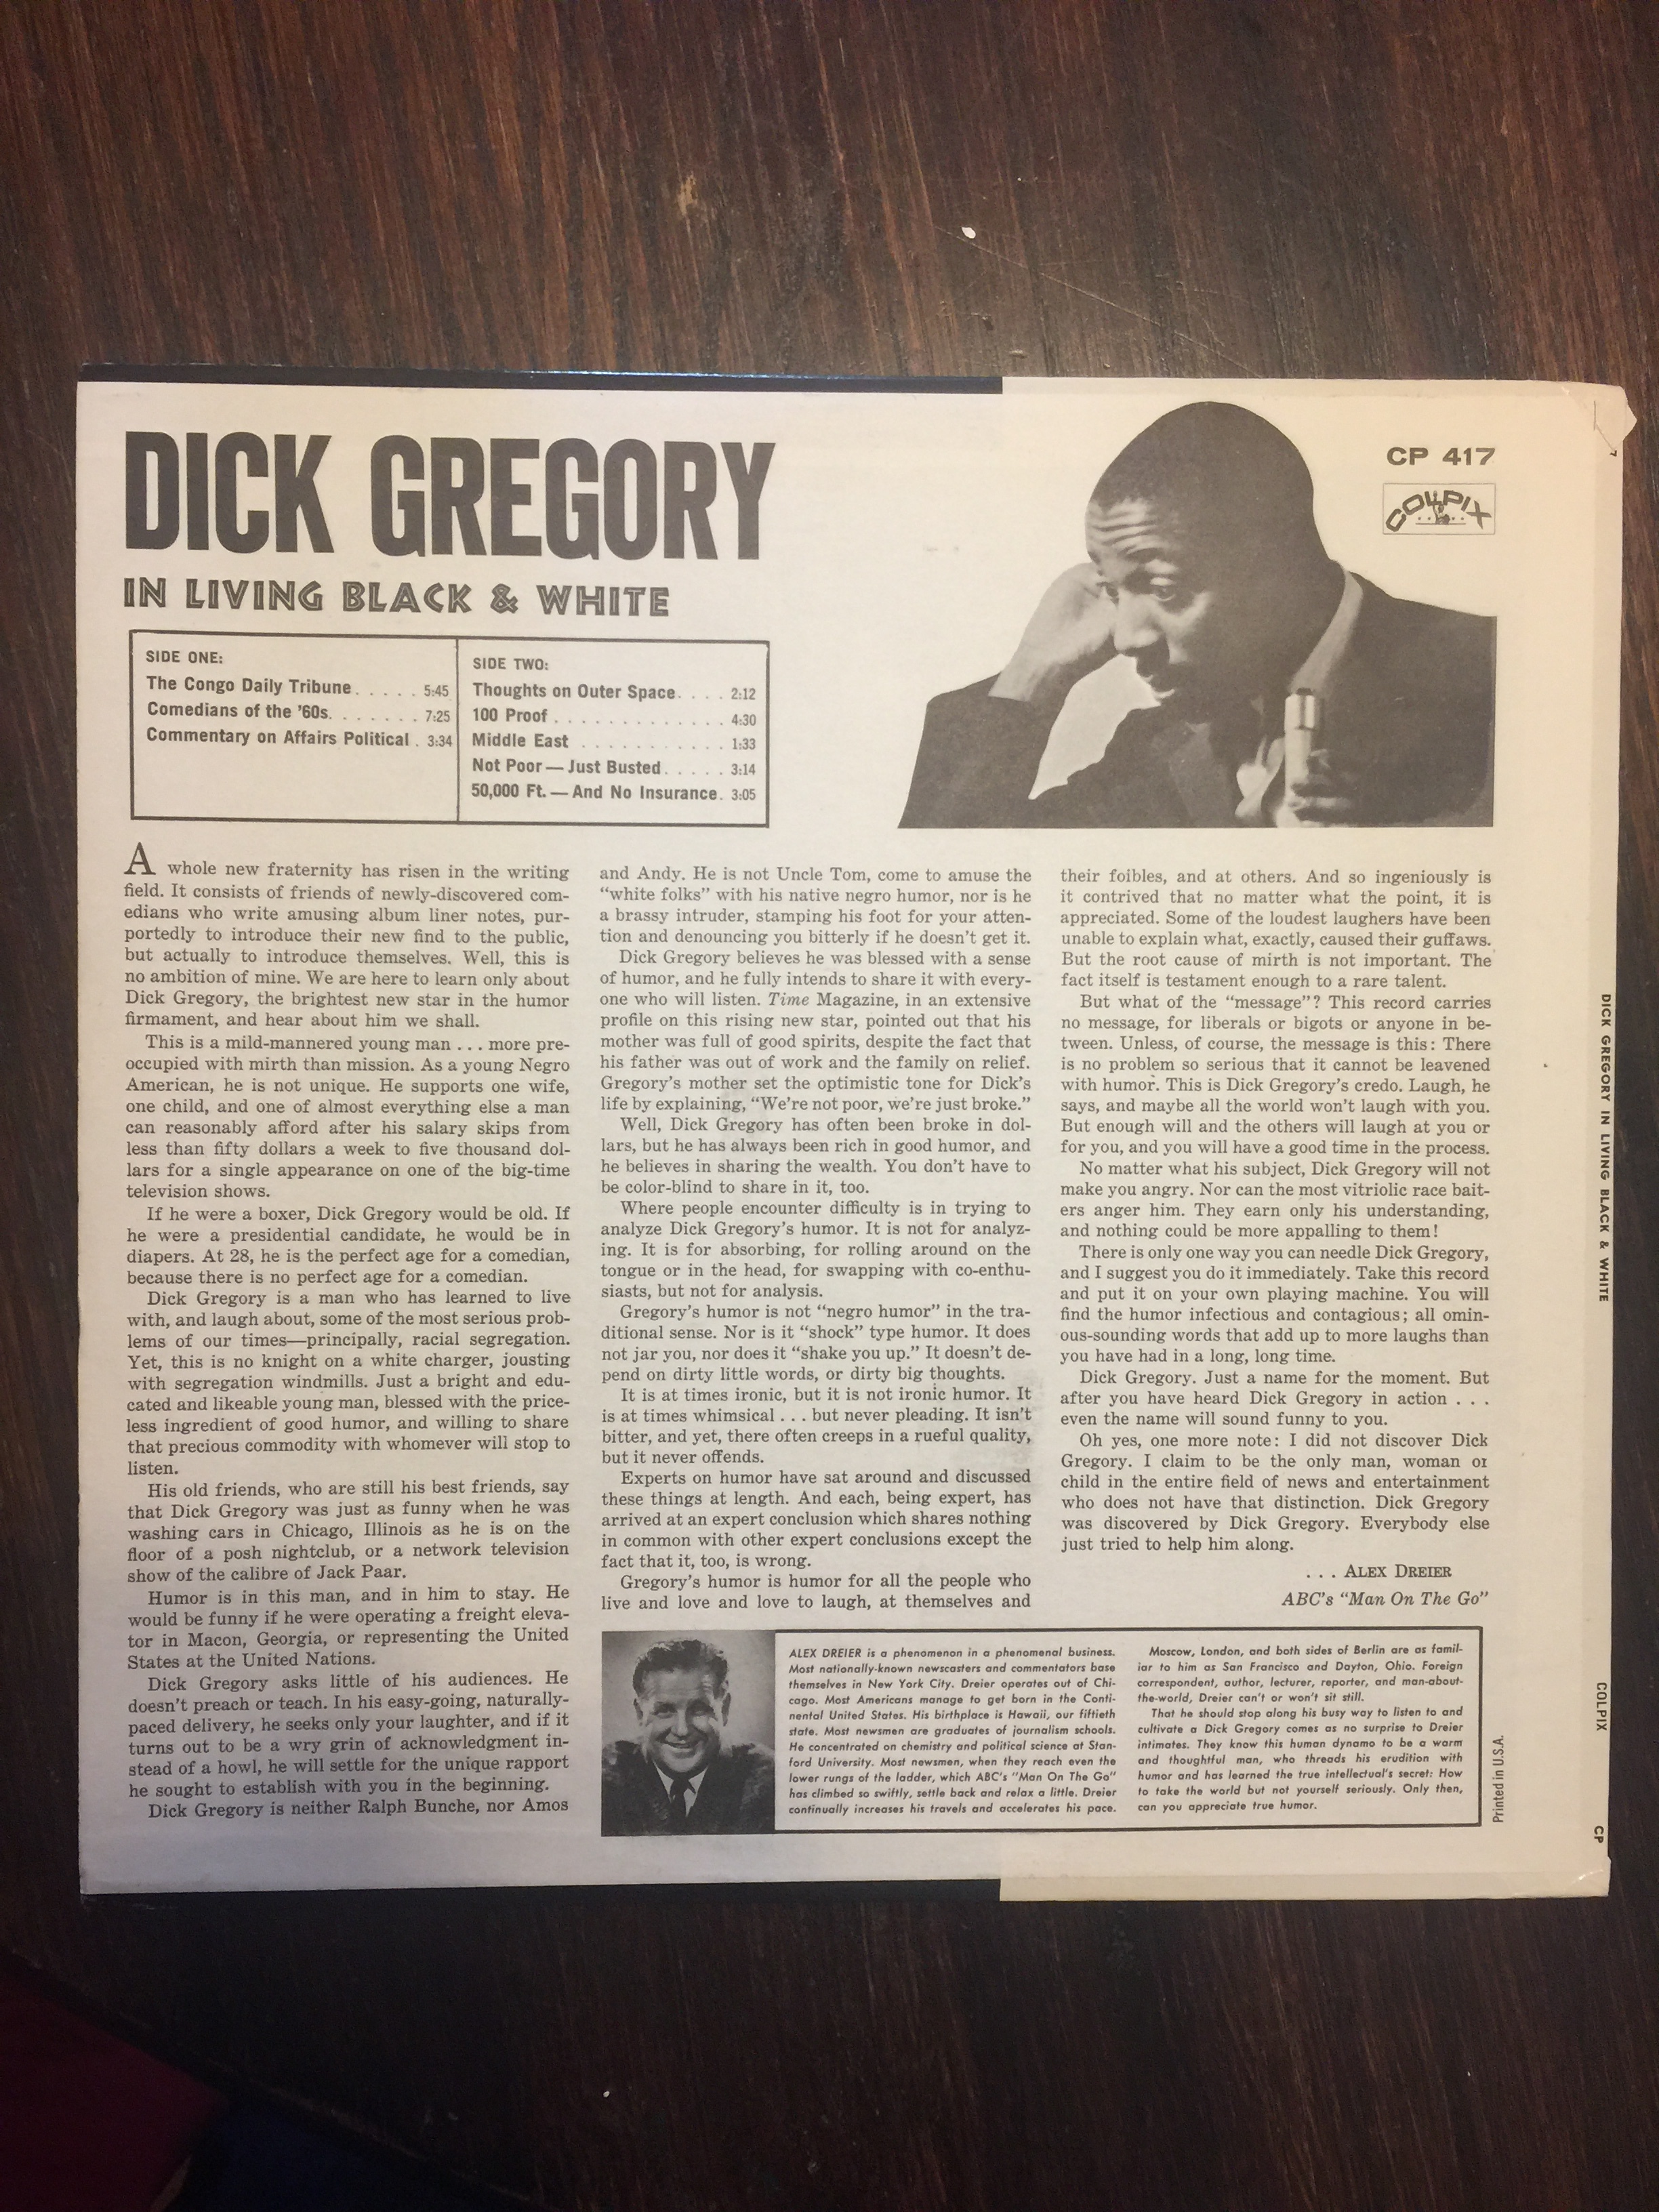 DICK GREGORY
IN LIVING BLACK & WHITE
CP 417
COLPIX
SIDE ONE:
The Congo Daily Tribune . . . . . 5:45
Comedians of the '60s. . . . . . . 7:25
Commentary on Affairs Political . 3:34
SIDE TWO:
Thoughts on Outer Space. . . . 2:12
100 Proof . . . . . . . . . . . . . 4:30
Middle East . . . . . . . . . . . 1:33
Not Poor — Just Busted. . . . . 3:14
50,000 Ft. — And No Insurance. 3:05
A whole new fraternity has risen in the writing
field. It consists of friends of newly-discovered com-
edians who write amusing album liner notes, pur-
portedly to introduce their new find to the public,
but actually to introduce themselves. Well, this is
no ambition of mine. We are here to learn only about
Dick Gregory, the brightest new star in the humor
firmament, and hear about him we shall.
This is a mild-mannered young man . . . more pre-
occupied with mirth than mission. As a young Negro
American, he is not unique. He supports one wife,
one child, and one of almost everything else a man
can reasonably afford after his salary skips from
less than fifty dollars a week to five thousand dol-
lars for a single appearance on one of the big-time
television shows.
If he were a boxer, Dick Gregory would be old. If
he were a presidential candidate, he would be in
diapers. At 28, he is the perfect age for a comedian,
because there is no perfect age for a comedian.
Dick Gregory is a man who has learned to live
with, and laugh about, some of the most serious prob-
lems of our times—principally, racial segregation.
Yet, this is no knight on a white charger, jousting
with segregation windmills. Just a bright and edu-
cated and likeable young man, blessed with the price-
less ingredient of good humor, and willing to share
that precious commodity with whomever will stop to
listen.
His old friends, who are still his best friends, say
that Dick Gregory was just as funny when he was
washing cars in Chicago, Illinois as he is on the
floor of a posh nightclub, or a network television
show of the calibre of Jack Paar.
Humor is in this man, and in him to stay. He
would be funny if he were operating a freight eleva-
tor in Macon, Georgia, or representing the United
States at the United Nations.
Dick Gregory asks little of his audiences. He
doesn't preach or teach. In his easy-going, naturally-
paced delivery, he seeks only your laughter, and if it
turns out to be a wry grin of acknowledgment in-
stead of a howl, he will settle for the unique rapport
he sought to establish with you in the beginning.
Dick Gregory is neither Ralph Bunche, nor Amos
and Andy. He is not Uncle Tom, come to amuse the
"white folks" with his native negro humor, nor is he
a brassy intruder, stamping his foot for your atten-
tion and denouncing you bitterly if he doesn't get it.
Dick Gregory believes he was blessed with a sense
of humor, and he fully intends to share it with every-
one who will listen. Time Magazine, in an extensive
profile on this rising new star, pointed out that his
mother was full of good spirits, despite the fact that
his father was out of work and the family on relief.
Gregory's mother set the optimistic tone for Dick's
life by explaining, "We're not poor, we're just broke."
Well, Dick Gregory has often been broke in dol-
lars, but he has always been rich in good humor, and
he believes in sharing the wealth. You don't have to
be color-blind to share in it, too.
Where people encounter difficulty is in trying to
analyze Dick Gregory's humor. It is not for analyz-
ing. It is for absorbing, for rolling around on the
tongue or in the head, for swapping with co-enthu-
siasts, but not for analysis.
Gregory's humor is not "negro humor" in the tra-
ditional sense. Nor is it "shock" type humor. It does
not jar you, nor does it "shake you up." It doesn't de-
pend on dirty little words, or dirty big thoughts.
It is at times ironic, but it is not ironic humor. It
is at times whimsical . . . but never pleading. It isn't
bitter, and yet, there often creeps in a rueful quality,
but it never offends.
Experts on humor have sat around and discussed
these things at length. And each, being expert, has
arrived at an expert conclusion which shares nothing
in common with other expert conclusions except the
fact that it, too, is wrong.
Gregory's humor is humor for all the people who
live and love and love to laugh, at themselves and
their foibles, and at others. And so ingeniously is
it contrived that no matter what the point, it is
appreciated. Some of the loudest laughers have been
unable to explain what, exactly, caused their guffaws.
But the root cause of mirth is not important. The
fact itself is testament enough to a rare talent.
But what of the "message"? This record carries
no message, for liberals or bigots or anyone in be-
tween. Unless, of course, the message is this: There
is no problem so serious that it cannot be leavened
with humor. This is Dick Gregory's credo. Laugh, he
says, and maybe all the world won't laugh with you.
But enough will and the others will laugh at you or
for you, and you will have a good time in the process.
No matter what his subject, Dick Gregory will not
make you angry. Nor can the most vitriolic race bait-
ers anger him. They earn only his understanding,
and nothing could be more appalling to them!
There is only one way you can needle Dick Gregory,
and I suggest you do it immediately. Take this record
and put it on your own playing machine. You will
find the humor infectious and contagious; all omin-
ous-sounding words that add up to more laughs than
you have had in a long, long time.
Dick Gregory. Just a name for the moment. But
after you have heard Dick Gregory in action . . .
even the name will sound funny to you.
Oh yes, one more note: I did not discover Dick
Gregory. I claim to be the only man, woman or
child in the entire field of news and entertainment
who does not have that distinction. Dick Gregory
was discovered by Dick Gregory. Everybody else
just tried to help him along.
. . . ALEX DREIER
ABC's "Man On The Go"
ALEX DREIER is a phenomenon in a phenomenal business.
Most nationally-known newscasters and commentators base
themselves in New York City. Dreier operates out of Chi-
cago. Most Americans manage to get born in the Conti-
nental United States. His birthplace is Hawaii, our fiftieth
state. Most newsmen are graduates of journalism schools.
He concentrated on chemistry and political science at Stan-
ford University. Most newsmen, when they reach even the
lower rungs of the ladder, which ABC's "Man On The Go"
has climbed so swiftly, settle back and relax a little. Dreier
continually increases his travels and accelerates his pace.
Moscow, London, and both sides of Berlin are as famil-
iar to him as San Francisco and Dayton, Ohio. Foreign
correspondent, author, lecturer, reporter, and man-about-
the-world, Dreier can't or won't sit still.
That he should stop along his busy way to listen to and
cultivate a Dick Gregory comes as no surprise to Dreier
intimates. They know this human dynamo to be a warm
and thoughtful man, who threads his erudition with
humor and has learned the true intellectual's secret: How
to take the world but not yourself seriously. Only then,
can you appreciate true humor.
Printed in U.S.A.
DICK GREGORY IN LIVING BLACK & WHITE
COLPIX
CP